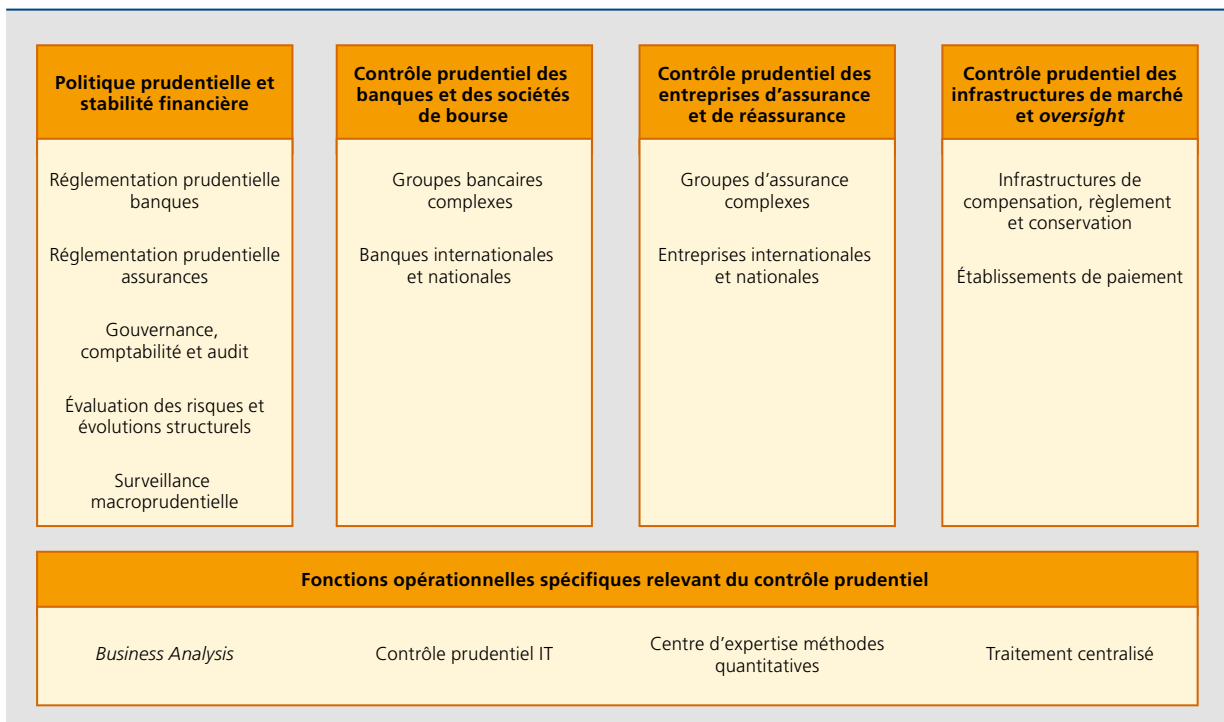 Politique prudentielle et
stabilité financière
Réglementation prudentielle
banques
Réglementation prudentielle
assurances
Gouvernance,
comptabilité et audit
Évaluation des risques et
évolutions structurels
Surveillance
macroprudentielle
Contrôle prudentiel des
banques et des sociétés
de bourse
Groupes bancaires
complexes
Banques internationales
et nationales
Contrôle prudentiel des
entreprises d’assurance
et de réassurance
Groupes d’assurance
complexes
Entreprises internationales
et nationales
Contrôle prudentiel des
infrastructures de marché
et oversight
Infrastructures de
compensation, règlement
et conservation
Établissements de paiement
Fonctions opérationnelles spécifiques relevant du contrôle prudentiel
Business Analysis
Contrôle prudentiel IT
Centre d’expertise méthodes
quantitatives
Traitement centralisé